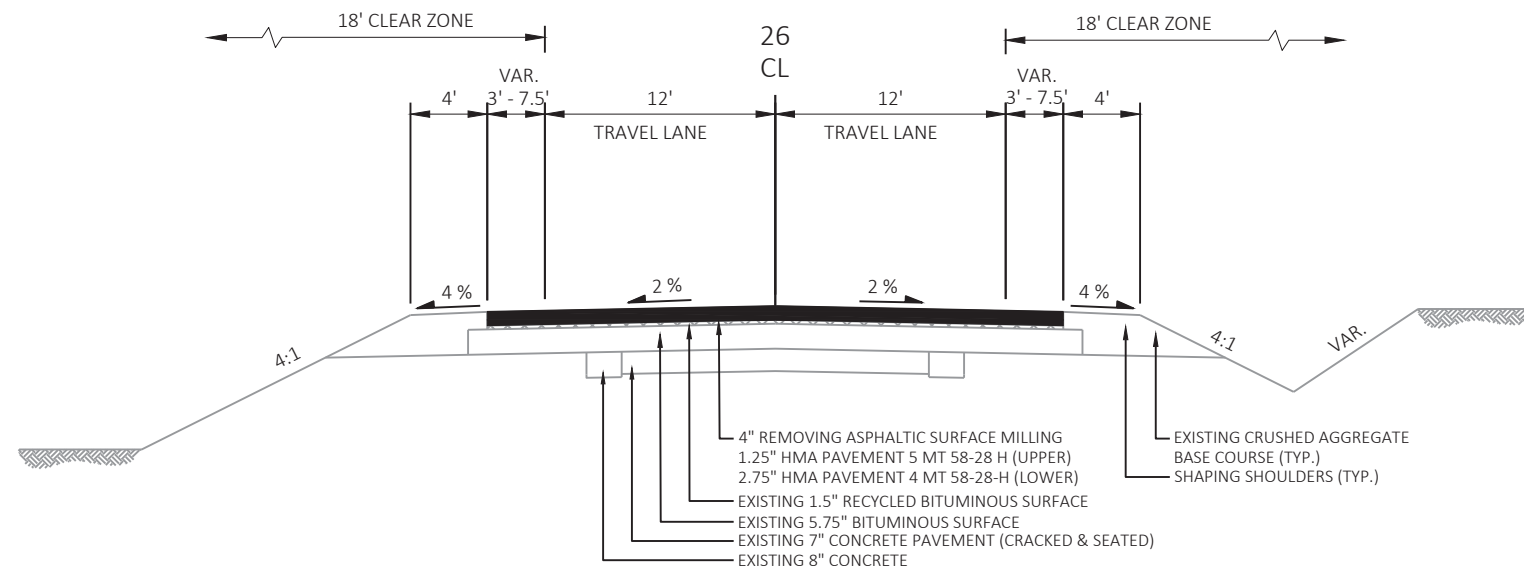 18' CLEAR ZONE
26
CL
18' CLEAR ZONE
4'
VAR.
3' - 7.5'
12'
TRAVEL LANE
12'
TRAVEL LANE
VAR.
3' - 7.5'
4'
4 %
2 %
2 %
4 %
4:1
4:1
VAR.
4" REMOVING ASPHALTIC SURFACE MILLING
1.25" HMA PAVEMENT 5 MT 58-28 H (UPPER)
2.75" HMA PAVEMENT 4 MT 58-28-H (LOWER)
EXISTING 1.5" RECYCLED BITUMINOUS SURFACE
EXISTING 5.75" BITUMINOUS SURFACE
EXISTING 7" CONCRETE PAVEMENT (CRACKED & SEATED)
EXISTING 8" CONCRETE
EXISTING CRUSHED AGGREGATE
BASE COURSE (TYP.)
SHAPING SHOULDERS (TYP.)